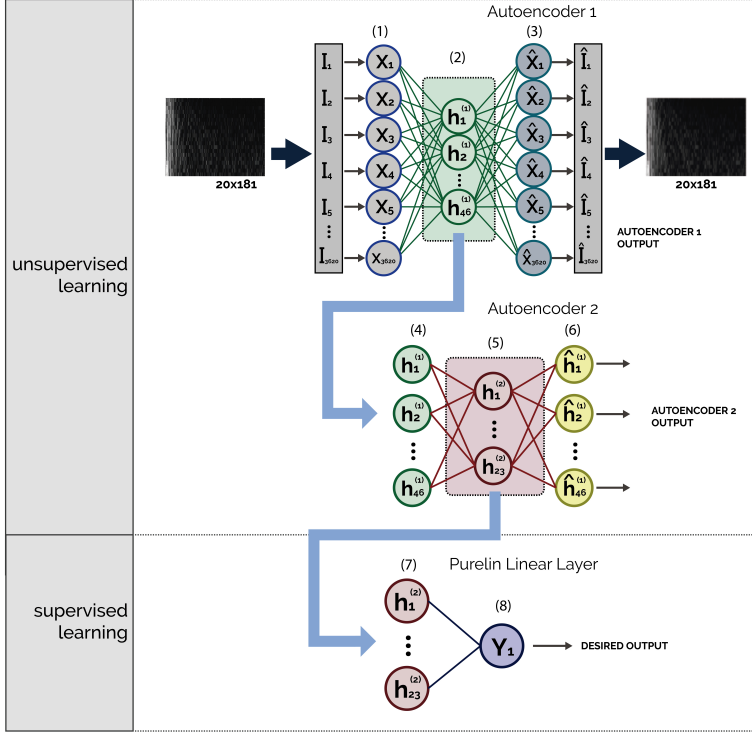 Autoencoder 1
(1)
(2)
(3)
I₁ X₁ X̂₁ Î₁
I₂ X₂ h₁⁽¹⁾ X̂₂ Î₂
I₃ X₃ h₂⁽¹⁾ X̂₃ Î₃
I₄ X₄ X̂₄ Î₄
I₅ X₅ h₄₆⁽¹⁾ X̂₅ Î₅
I₃₆₂₀ X₃₆₂₀ X̂₃₆₂₀ Î₃₆₂₀
20x181
20x181
AUTOENCODER 1
OUTPUT
unsupervised
learning
Autoencoder 2
(4)
(5)
(6)
h₁⁽¹⁾ h₁⁽²⁾ ĥ₁⁽¹⁾
h₂⁽¹⁾ ĥ₂⁽¹⁾
h₄₆⁽¹⁾ h₂₃⁽²⁾ ĥ₄₆⁽¹⁾
AUTOENCODER 2
OUTPUT
supervised
learning
Purelin Linear Layer
(7)
(8)
h₁⁽²⁾
Y₁
h₂₃⁽²⁾
DESIRED OUTPUT